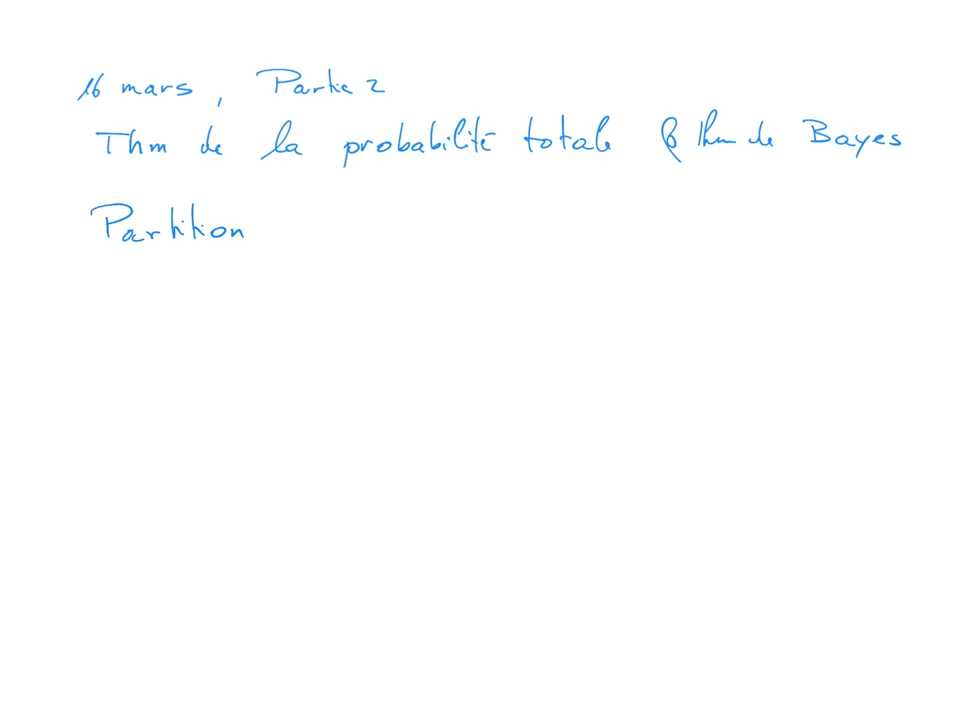 16 mars, Partie 2
Thm de la probabilité totale & Thm de Bayes
Partition